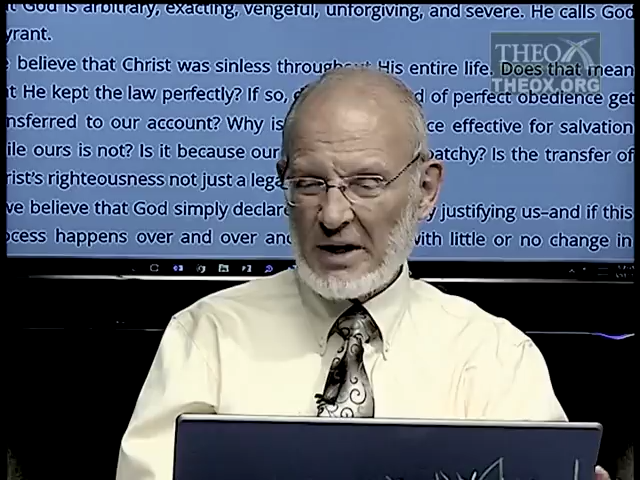 God is arbitrary, exacting, vengeful, unforgiving, and severe. He calls God
yrant.
believe that Christ was sinless throughout His entire life. Does that mean
He kept the law perfectly? If so, of perfect obedience get
nsferred to our account? Why is effective for salvation
ile ours is not? Is it because our patchy? Is the transfer of
rist's righteousness not just a lega
we believe that God simply declare justifying us–and if this
ocess happens over and over and with little or no change in
THEOX
THEOX.ORG